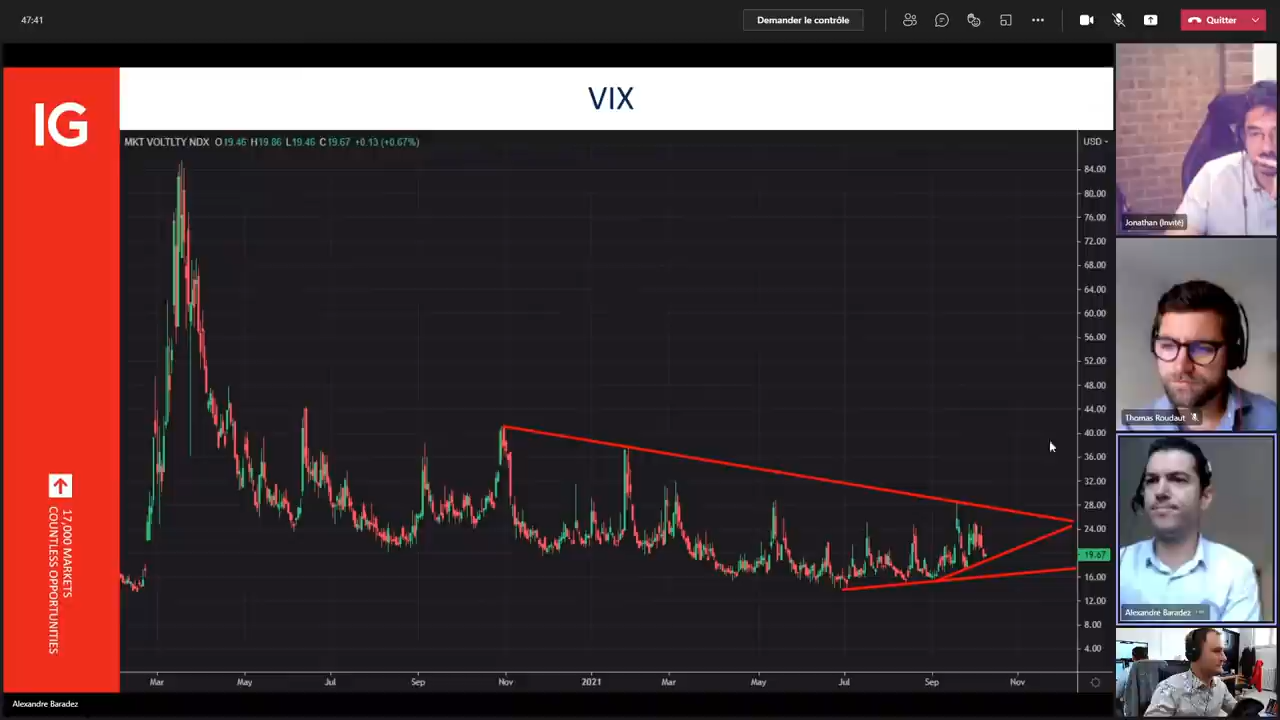 47:41
Demander le contrôle
Quitter
IG
VIX
MKT VOLTLTY NDX O19.46 H19.86 L19.46 C19.67 +0.13 (+0.67%)
USD
84.00
80.00
76.00
72.00
68.00
64.00
60.00
56.00
52.00
48.00
44.00
40.00
36.00
32.00
28.00
24.00
19.67
16.00
12.00
8.00
4.00
Mar
May
Jul
Sep
Nov
2021
Mar
May
Jul
Sep
Nov
17,000 MARKETS
COUNTLESS OPPORTUNITIES
Jonathan (Invité)
Thomas Roudaut
Alexandre Baradez
Alexandre Baradez